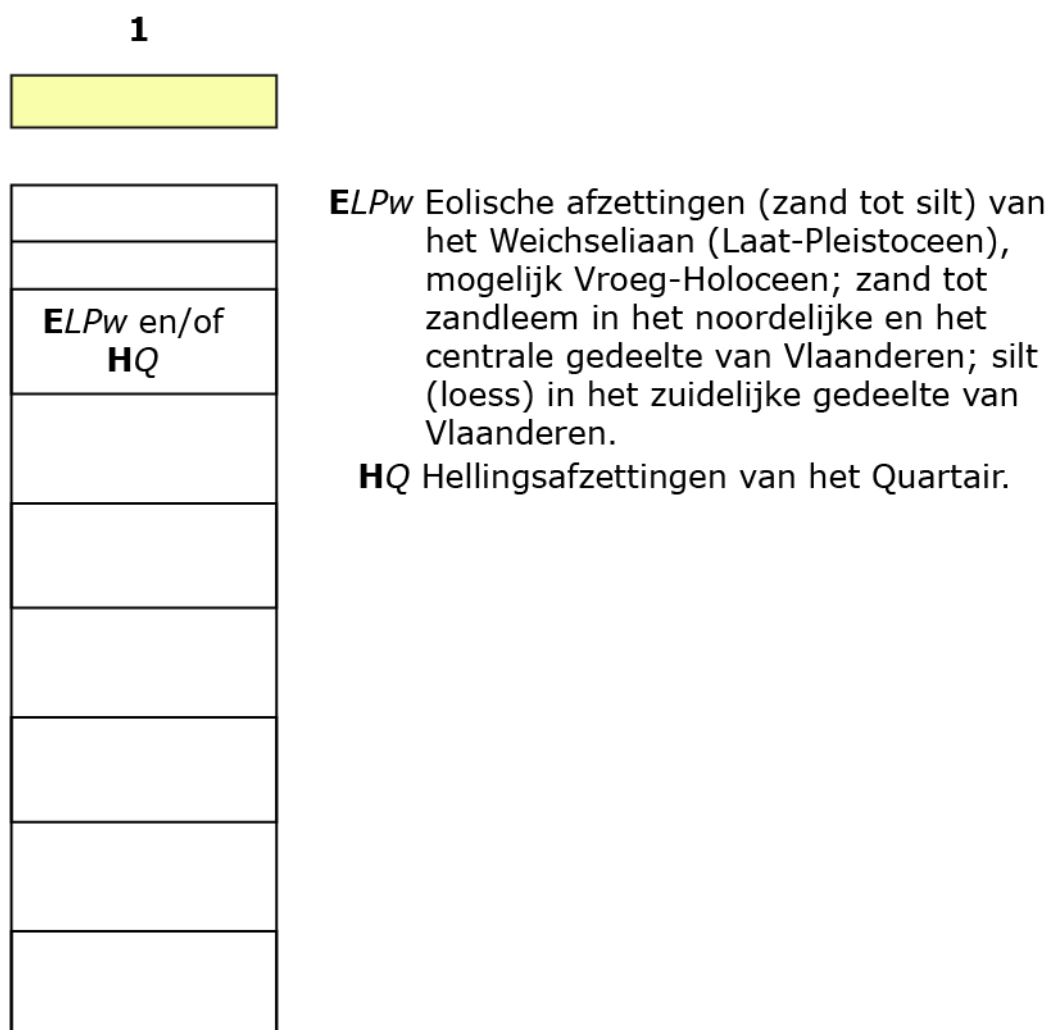 1
ELPw en/of
HQ
ELPw Eolische afzettingen (zand tot silt) van
het Weichseliaan (Laat-Pleistoceen),
mogelijk Vroeg-Holoceen; zand tot
zandleem in het noordelijke en het
centrale gedeelte van Vlaanderen; silt
(loess) in het zuidelijke gedeelte van
Vlaanderen.
HQ Hellingsafzettingen van het Quartair.